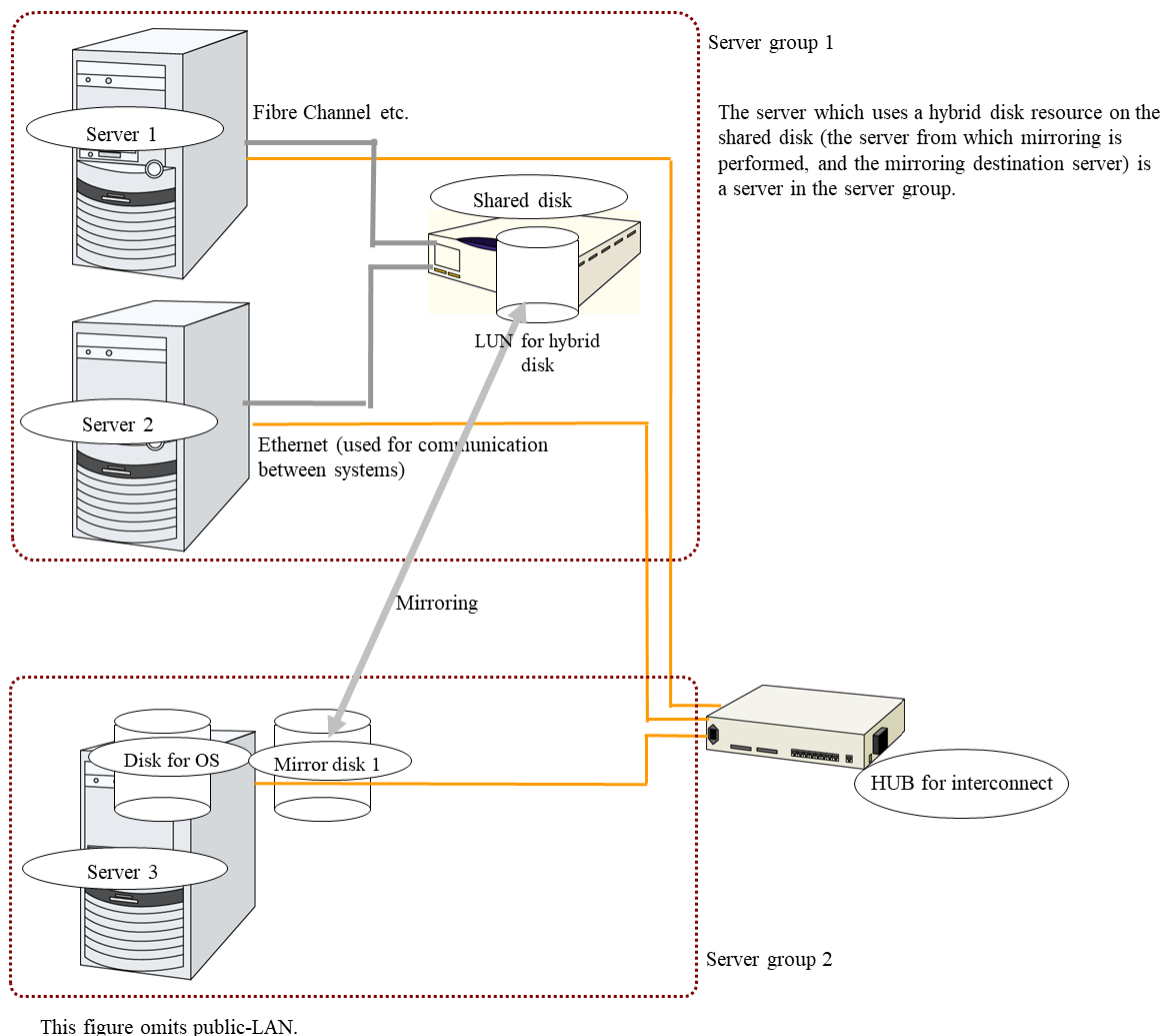 Server group 1
Fibre Channel etc.
The server which uses a hybrid disk resource on the
shared disk (the server from which mirroring is
performed, and the mirroring destination server) is
a server in the server group.
Server 1
Shared disk
LUN for hybrid
disk
Server 2
Ethernet (used for communication
between systems)
Mirroring
Disk for OS
Mirror disk 1
HUB for interconnect
Server 3
Server group 2
This figure omits public-LAN.